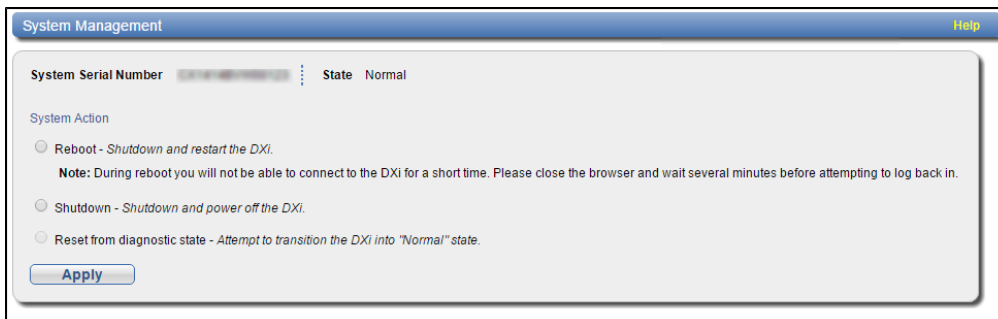 System Management Help
System Serial Number State Normal
System Action
Reboot - Shutdown and restart the DXi.
Note: During reboot you will not be able to connect to the DXi for a short time. Please close the browser and wait several minutes before attempting to log back in.
Shutdown - Shutdown and power off the DXi.
Reset from diagnostic state - Attempt to transition the DXi into "Normal" state.
Apply